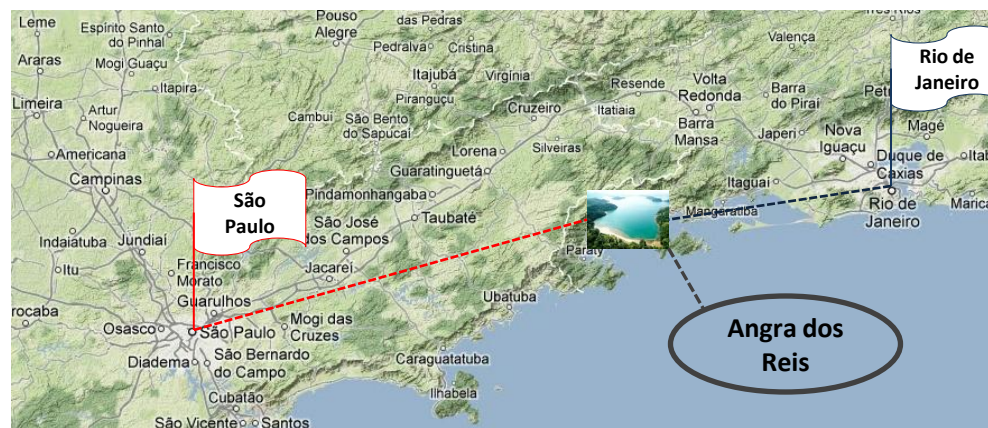 Leme
Espírito Santo
do Pinhal
Pouso
Alegre
das Pedras
Cristina
Três Rios
Araras
Mogi Guaçu
Pedralva
Valença
Rio de
Janeiro
Itapira
Itajubá
Virgínia
Resende
Volta
Redonda
Barra
do Piraí
Limeira
Artur
Nogueira
Piranguçu
Cruzeiro
Itatiaia
Magé
Cambui
São Bento
do Sapucaí
Barra
Mansa
Japeri
Nova
Iguaçu
Americana
Lorena
Silveiras
Duque de
Caxias
Campinas
Guaratinguetá
Itaguaí
São
Paulo
Pindamonhangaba
Rio de
Janeiro
Marica
Taubaté
Mangaratiba
São José
dos Campos
Indaiatuba
Jundiaí
Paraty
Itu
Francisco
Morato
Jacareí
Guarulhos
Ubatuba
rocaba
Osasco
São Paulo
Mogi das
Cruzes
Angra dos
Reis
Diadema
São Bernardo
do Campo
Caraguatatuba
Ilhabela
Cubatão
São Vicente
Santos